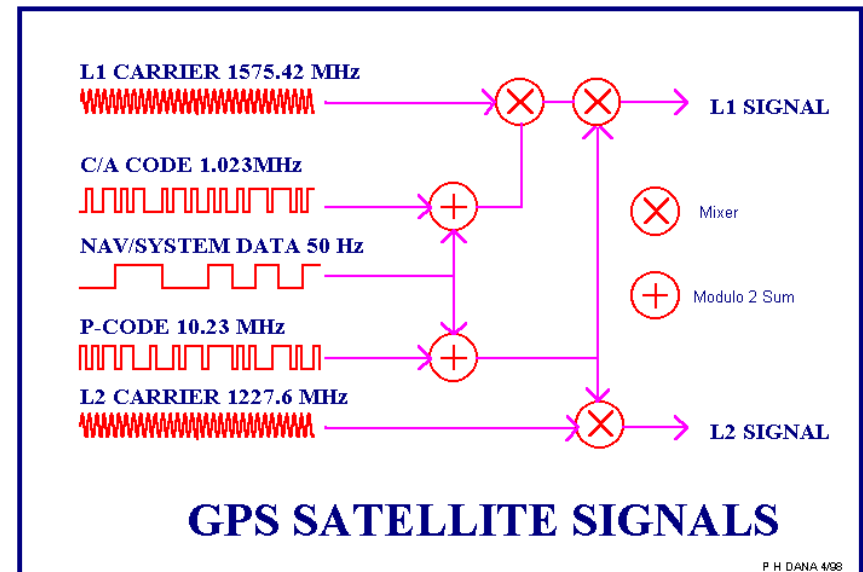 L1 CARRIER 1575.42 MHz
L1 SIGNAL
C/A CODE 1.023MHz
Mixer
NAV/SYSTEM DATA 50 Hz
Modulo 2 Sum
P-CODE 10.23 MHz
L2 CARRIER 1227.6 MHz
L2 SIGNAL
GPS SATELLITE SIGNALS
P H DANA 4/98